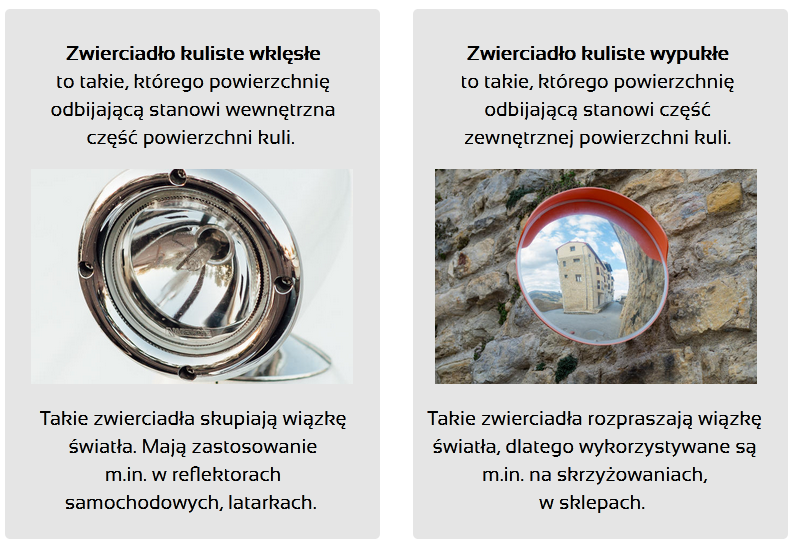 Zwierciadło kuliste wklęsłe
to takie, którego powierzchnię
odbijającą stanowi wewnętrzna
część powierzchni kuli.
Takie zwierciadła skupiają wiązkę
światła. Mają zastosowanie
m.in. w reflektorach
samochodowych, latarkach.
Zwierciadło kuliste wypukłe
to takie, którego powierzchnię
odbijającą stanowi część
zewnętrznej powierzchni kuli.
Takie zwierciadła rozpraszają wiązkę
światła, dlatego wykorzystywane są
m.in. na skrzyżowaniach,
w sklepach.